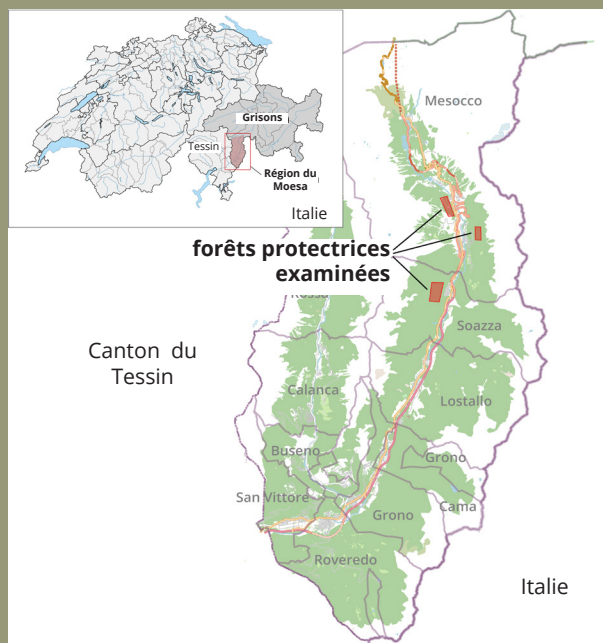 Grisons
Tessin
Région du
Moesa
Italie
Mesocco
forêts protectrices
examinées
Rossa
Soazza
Canton du
Tessin
Calanca
Lostallo
Buseno
Grono
San Vittore
Cama
Grono
Roveredo
Italie